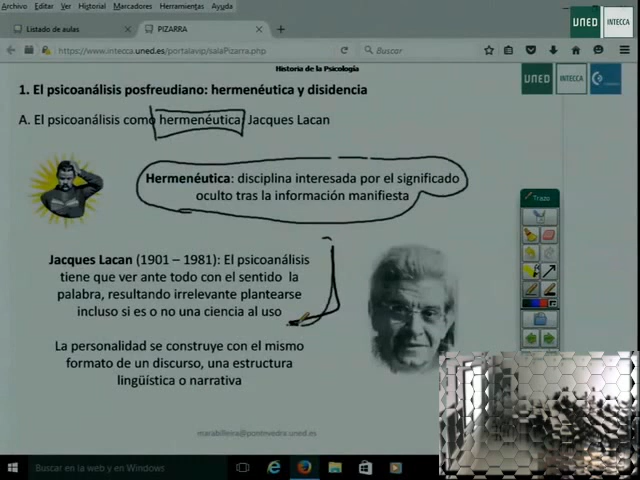 Archivo Editar Ver Historial Marcadores Herramientas Ayuda
Listado de aulas
PIZARRA
https://www.intecca.uned.es/portalavip/salaPizarra.php
Buscar
UNED
INTECCA
Historia de la Psicología
1. El psicoanálisis posfreudiano: hermenéutica y disidencia
UNED
INTECCA
A. El psicoanálisis como hermenéutica: Jacques Lacan
Hermenéutica: disciplina interesada por el significado
oculto tras la información manifiesta
Trazo
Jacques Lacan (1901 – 1981): El psicoanálisis
tiene que ver ante todo con el sentido la
palabra, resultando irrelevante plantearse
incluso si es o no una ciencia al uso
La personalidad se construye con el mismo
formato de un discurso, una estructura
lingüística o narrativa
Buscar en la web y en Windows